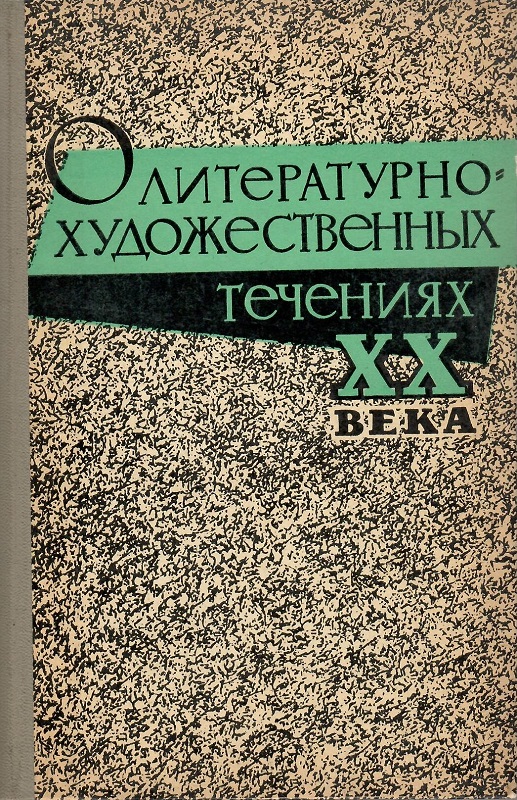 О ЛИТЕРАТУРНО-
ХУДОЖЕСТВЕННЫХ
ТЕЧЕНИЯХ
XX
ВЕКА